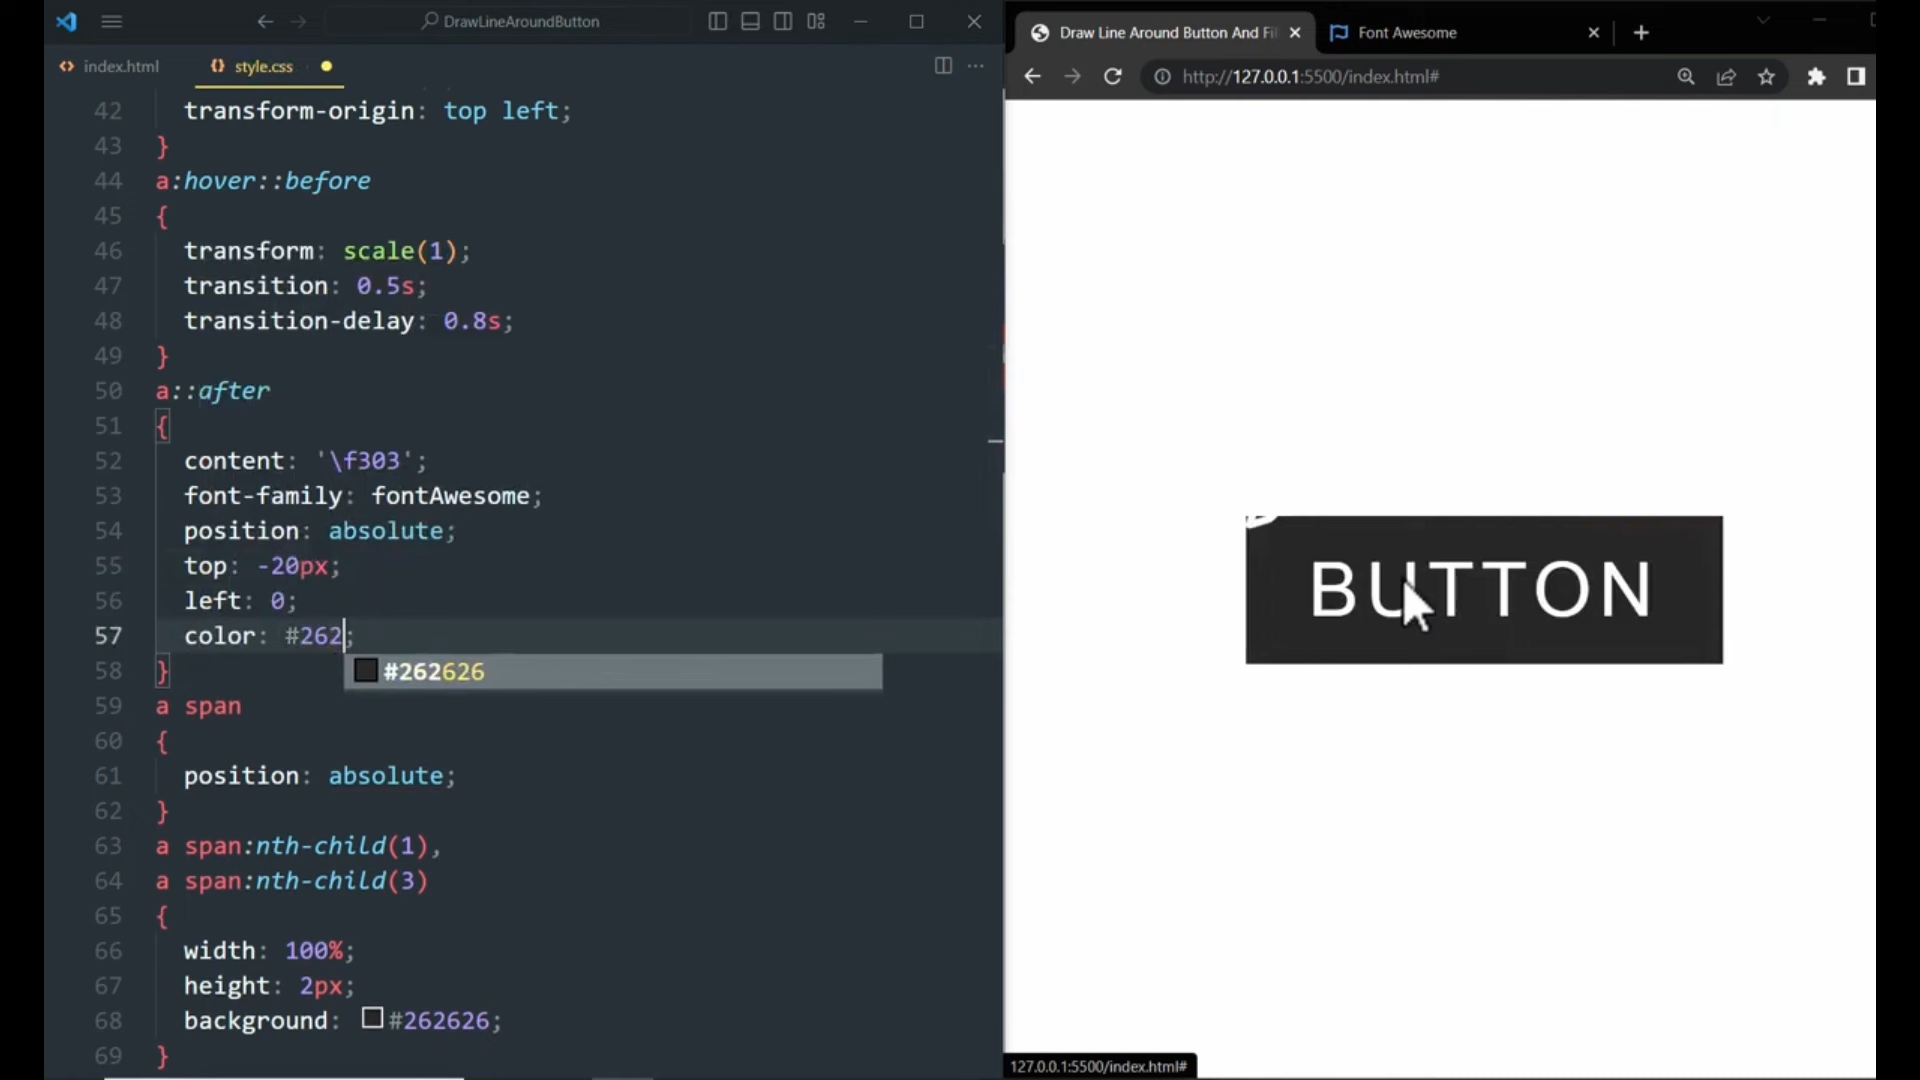 DrawLineAroundButton
index.html
style.css
42 transform-origin: top left;
43 }
44 a:hover::before
45 {
46 transform: scale(1);
47 transition: 0.5s;
48 transition-delay: 0.8s;
49 }
50 a::after
51 {
52 content: '\f303';
53 font-family: fontAwesome;
54 position: absolute;
55 top: -20px;
56 left: 0;
57 color: #262;
#262626
58 }
59 a span
60 {
61 position: absolute;
62 }
63 a span:nth-child(1),
64 a span:nth-child(3)
65 {
66 width: 100%;
67 height: 2px;
68 background: #262626;
69 }
Draw Line Around Button And Fil
Font Awesome
http://127.0.0.1:5500/index.html#
BUTTON
127.0.0.1:5500/index.html#